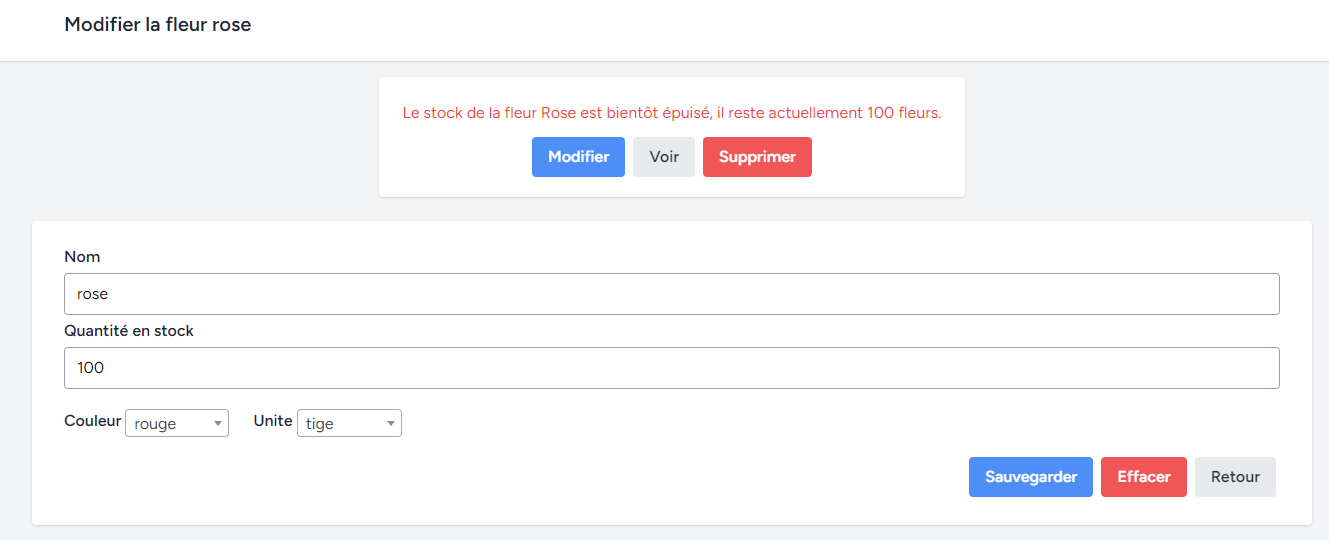 Modifier la fleur rose
Le stock de la fleur Rose est bientôt épuisé, il reste actuellement 100 fleurs.
Modifier Voir Supprimer
Nom
rose
Quantité en stock
100
Couleur rouge Unite tige
Sauvegarder Effacer Retour